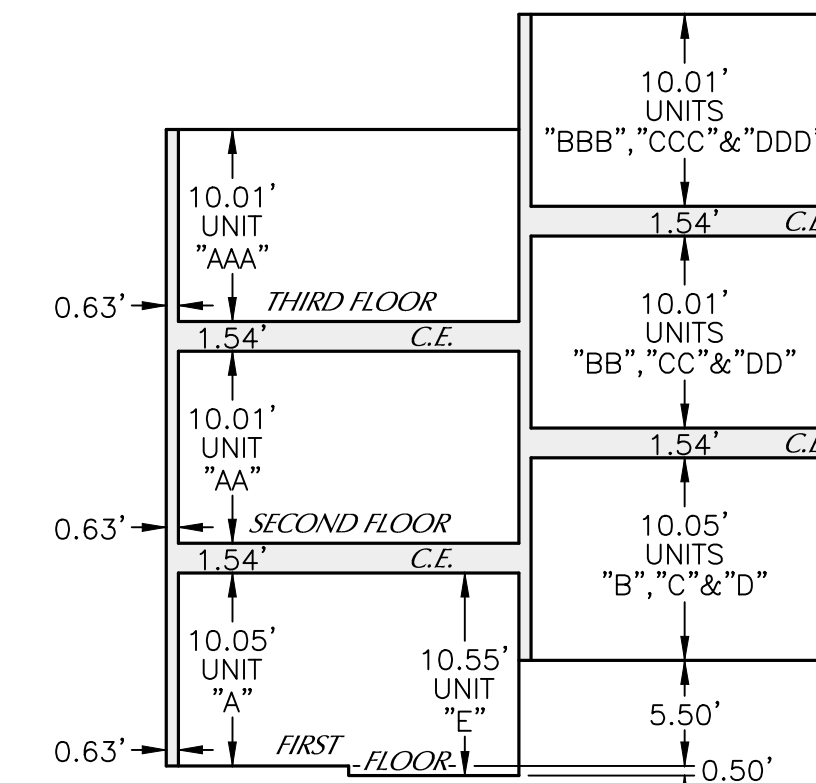 10.01'
UNITS
"BBB","CCC"&"DDD"
1.54' C.E
10.01'
UNIT
"AAA"
0.63'
THIRD FLOOR
1.54' C.E.
10.01'
UNITS
"BB","CC"&"DD"
1.54' C.E
10.01'
UNIT
"AA"
0.63'
SECOND FLOOR
1.54' C.E.
10.05'
UNITS
"B","C"&"D"
10.05'
UNIT
"A"
10.55'
UNIT
"E"
0.63'
FIRST FLOOR
5.50'
0.50'